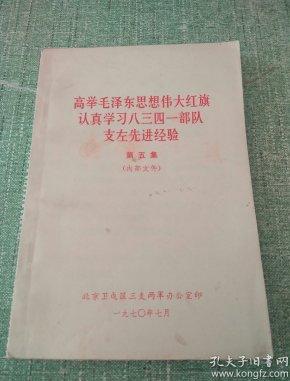 高举毛泽东思想伟大红旗
认真学习八三四一部队
支左先进经验
第五集
（内部文件）
北京卫戍区三支两军办公室印
一九七〇年七月
孔夫子旧书网
www.kongfz.com